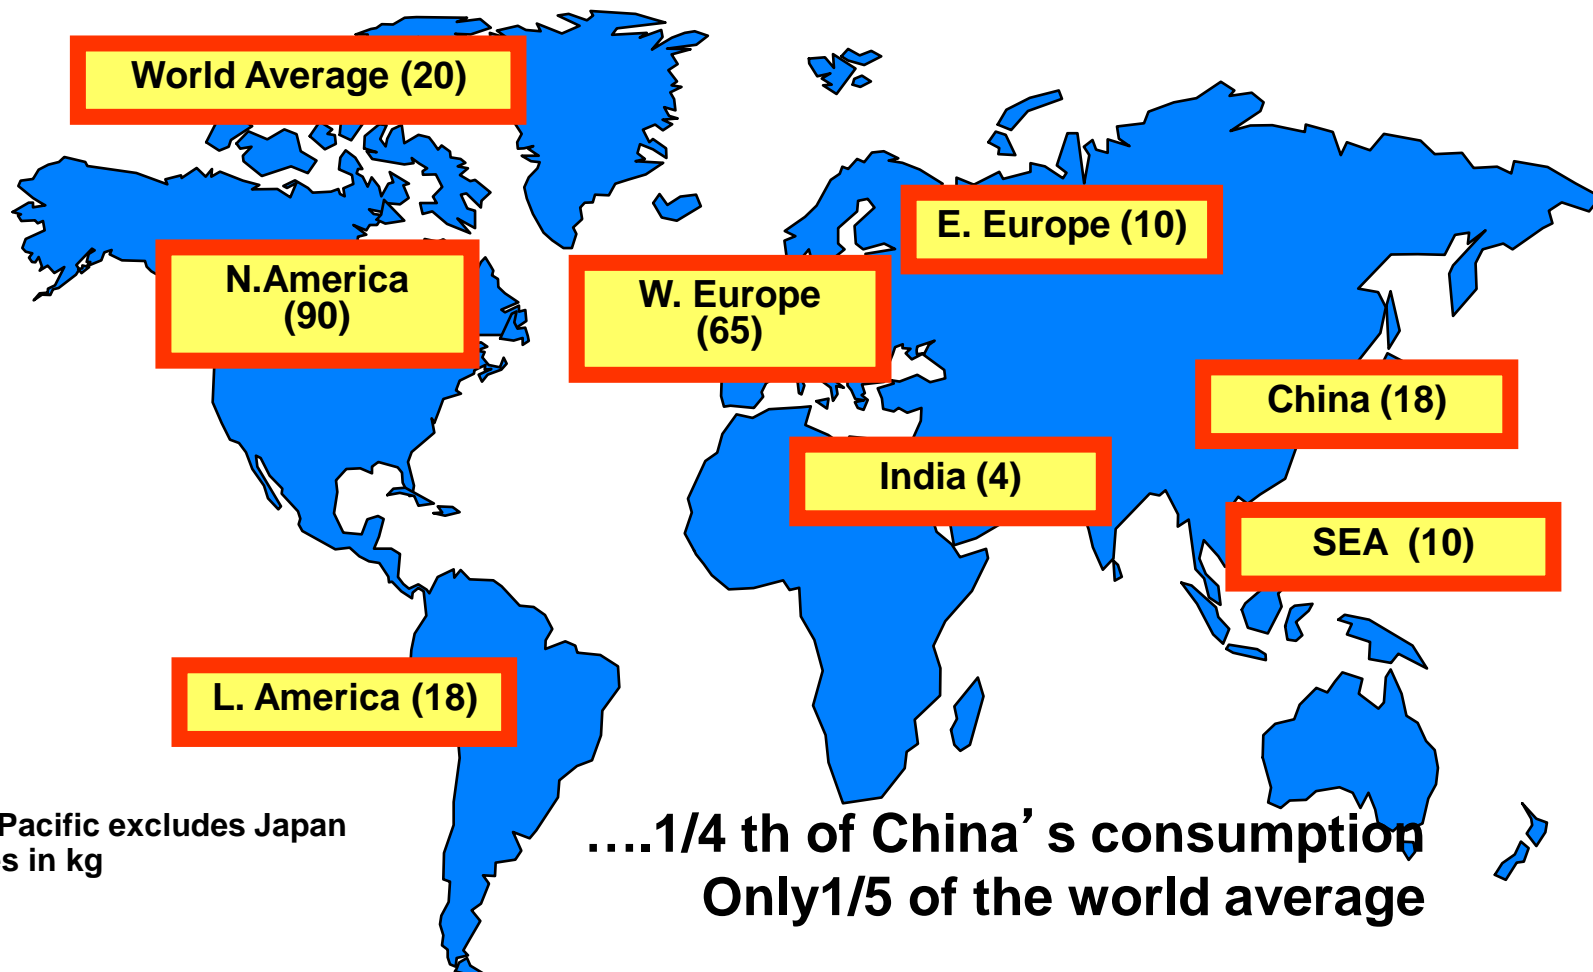 World Average (20)
E. Europe (10)
N.America
(90)
W. Europe
(65)
China (18)
India (4)
SEA (10)
L. America (18)
Pacific excludes Japan
in kg
....1/4 th of China’ s consumption
Only1/5 of the world average